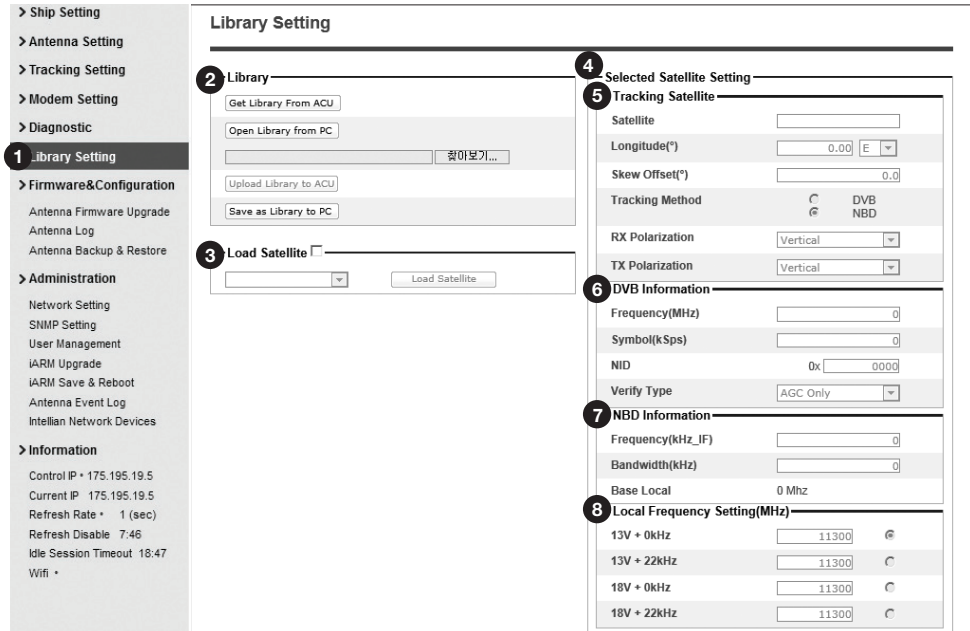 > Ship Setting
> Antenna Setting
> Tracking Setting
> Modem Setting
> Diagnostic
1 Library Setting
> Firmware&Configuration
Antenna Firmware Upgrade
Antenna Log
Antenna Backup & Restore
> Administration
Network Setting
SNMP Setting
User Management
iARM Upgrade
iARM Save & Reboot
Antenna Event Log
Intellian Network Devices
> Information
Control IP • 175.195.19.5
Current IP 175.195.19.5
Refresh Rate • 1 (sec)
Refresh Disable 7:46
Idle Session Timeout 18:47
Wifi •
Library Setting
2 Library
Get Library From ACU
Open Library from PC
찾아보기...
Upload Library to ACU
Save as Library to PC
3 Load Satellite
Load Satellite
4 Selected Satellite Setting
5 Tracking Satellite
Satellite
Longitude(°) 0.00 E
Skew Offset(°) 0.0
Tracking Method DVB
NBD
RX Polarization Vertical
TX Polarization Vertical
6 DVB Information
Frequency(MHz) 0
Symbol(kSps) 0
NID 0x 0000
Verify Type AGC Only
7 NBD Information
Frequency(kHz_IF) 0
Bandwidth(kHz) 0
Base Local 0 Mhz
8 Local Frequency Setting(MHz)
13V + 0kHz 11300
13V + 22kHz 11300
18V + 0kHz 11300
18V + 22kHz 11300